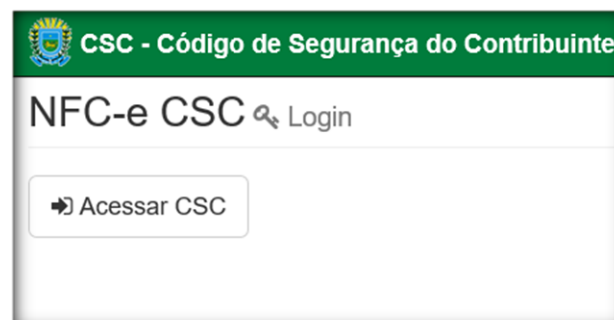 CSC - Código de Segurança do Contribuinte
NFC-e CSC Login
Acessar CSC